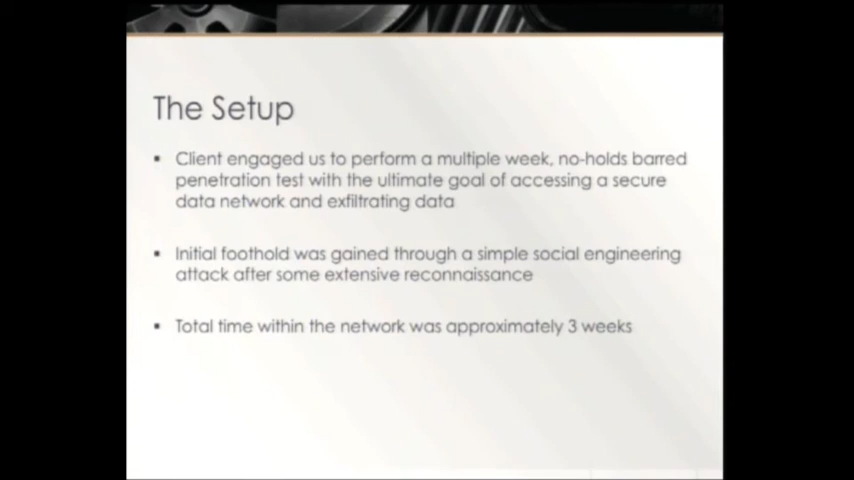 The Setup
▪ Client engaged us to perform a multiple week, no-holds barred
penetration test with the ultimate goal of accessing a secure
data network and exfiltrating data
▪ Initial foothold was gained through a simple social engineering
attack after some extensive reconnaissance
▪ Total time within the network was approximately 3 weeks